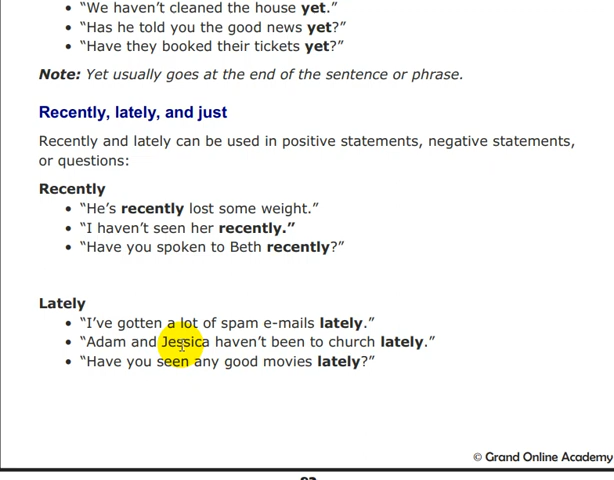 • “We haven’t cleaned the house yet.”
• “Has he told you the good news yet?”
• “Have they booked their tickets yet?”
Note: Yet usually goes at the end of the sentence or phrase.
Recently, lately, and just
Recently and lately can be used in positive statements, negative statements,
or questions:
Recently
• “He’s recently lost some weight.”
• “I haven’t seen her recently.”
• “Have you spoken to Beth recently?”
Lately
• “I’ve gotten a lot of spam e-mails lately.”
• “Adam and Jessica haven’t been to church lately.”
• “Have you seen any good movies lately?”
© Grand Online Academy